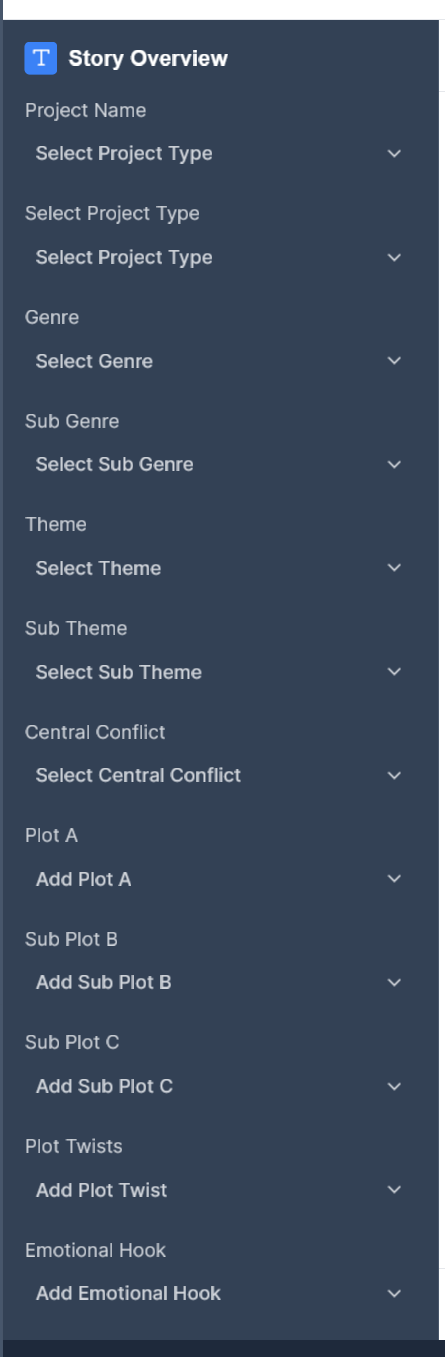 T Story Overview
Project Name
Select Project Type
Select Project Type
Select Project Type
Genre
Select Genre
Sub Genre
Select Sub Genre
Theme
Select Theme
Sub Theme
Select Sub Theme
Central Conflict
Select Central Conflict
Plot A
Add Plot A
Sub Plot B
Add Sub Plot B
Sub Plot C
Add Sub Plot C
Plot Twists
Add Plot Twist
Emotional Hook
Add Emotional Hook